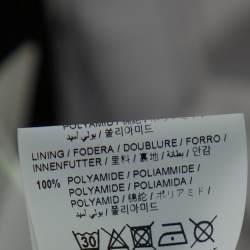 POLYAMID / 
بولي أميد / 폴리아미드
LINING / FODERA / DOUBLURE / FORRO /
INNENFUTTER / 里料 / 裏地 / بطانة / 안감
100% POLYAMIDE / POLIAMMIDE /
POLYAMIDE / POLIAMIDA /
POLYAMID / 锦纶 / ポリアミド /
بولي أميد / 폴리아미드
30